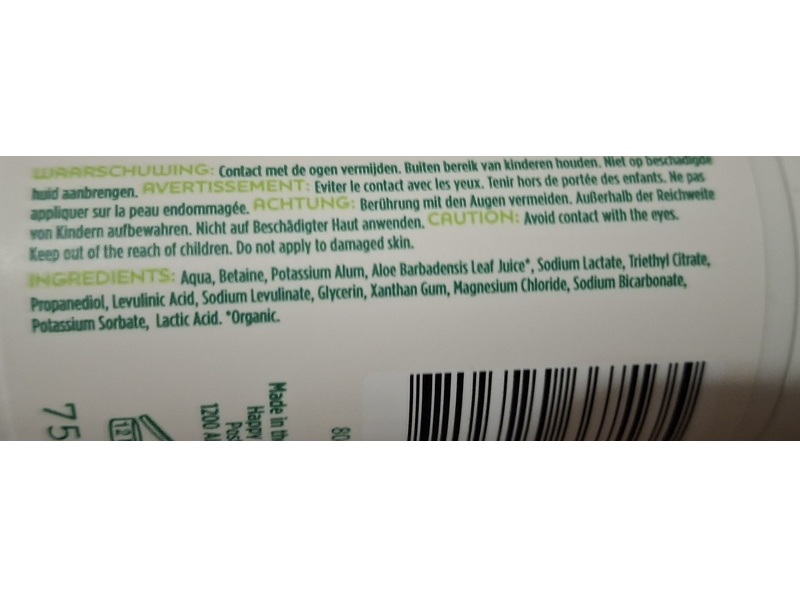 WAARSCHUWING: Contact met de ogen vermijden. Buiten bereik van kinderen houden. Niet op beschadigde
huid aanbrengen. AVERTISSEMENT: Eviter le contact avec les yeux. Tenir hors de portée des enfants. Ne pas
appliquer sur la peau endommagée. ACHTUNG: Berührung mit den Augen vermeiden. Außerhalb der Reichweite
von Kindern aufbewahren. Nicht auf Beschädigter Haut anwenden. CAUTION: Avoid contact with the eyes.
Keep out of the reach of children. Do not apply to damaged skin.
INGREDIENTS: Aqua, Betaine, Potassium Alum, Aloe Barbadensis Leaf Juice*, Sodium Lactate, Triethyl Citrate,
Propanediol, Levulinic Acid, Sodium Levulinate, Glycerin, Xanthan Gum, Magnesium Chloride, Sodium Bicarbonate,
Potassium Sorbate, Lactic Acid. *Organic.
75
12
Made in
Happy
1200
80